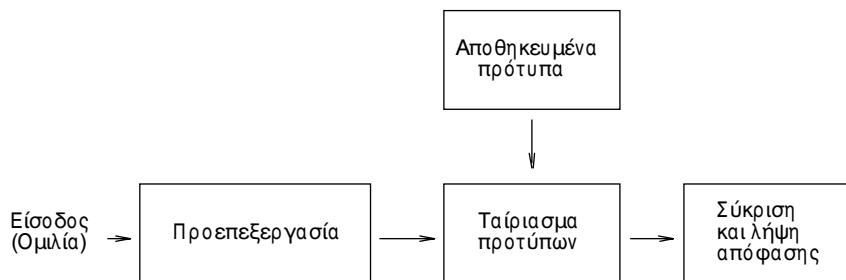 Αποθηκευμένα
πρότυπα
Είσοδος
(Ομιλία)
Προεπεξεργασία
Ταίριασμα
προτύπων
Σύκριση
και λήψη
απόφασης